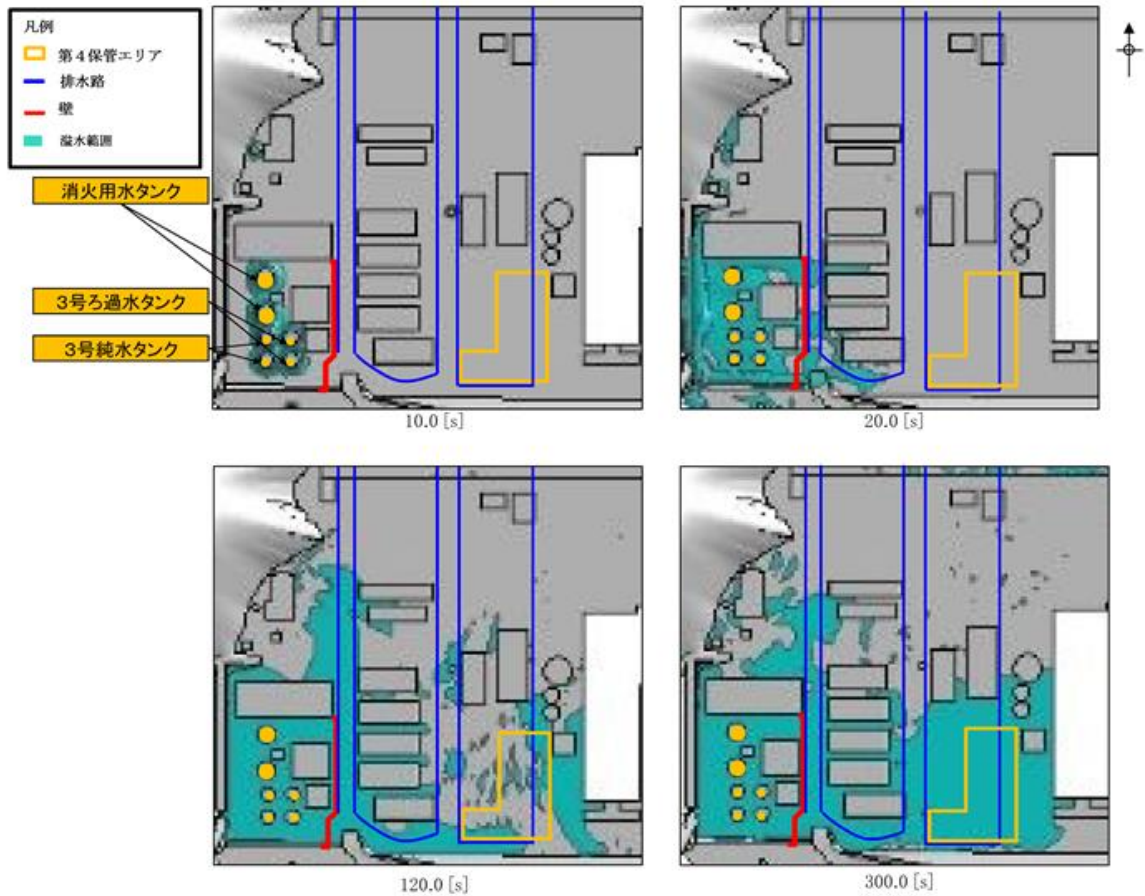 凡例
第4保管エリア
排水路
壁
溢水範囲
消火用水タンク
3号ろ過水タンク
3号純水タンク
10.0 [s]
20.0 [s]
120.0 [s]
300.0 [s]